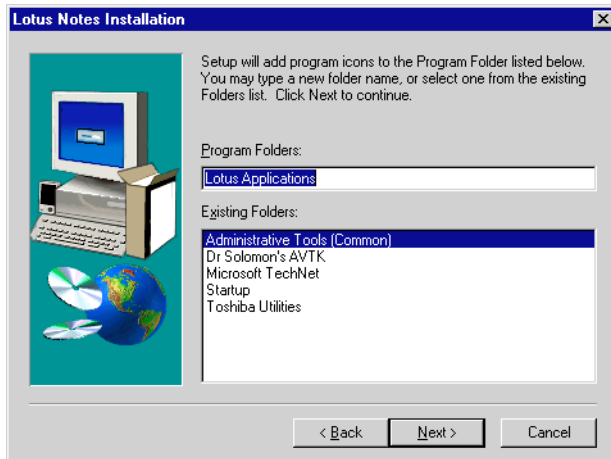 Lotus Notes Installation
Setup will add program icons to the Program Folder listed below.
You may type a new folder name, or select one from the existing
Folders list. Click Next to continue.
Program Folders:
Lotus Applications
Existing Folders:
Administrative Tools (Common)
Dr Solomon's AVTK
Microsoft TechNet
Startup
Toshiba Utilities
< Back
Next >
Cancel